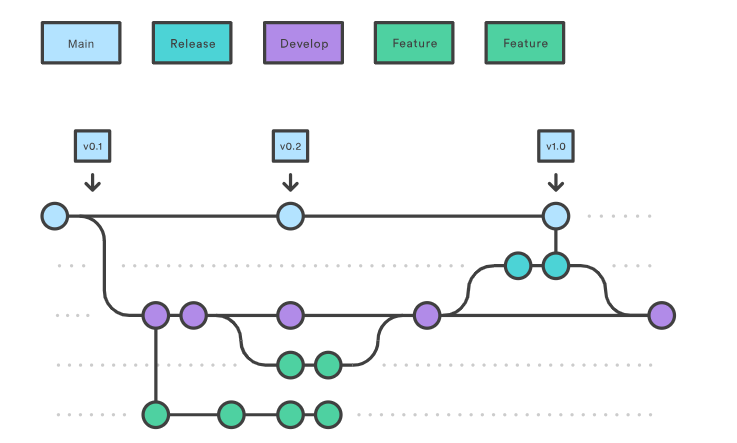 Main
Release
Develop
Feature
Feature
v0.1
v0.2
v1.0